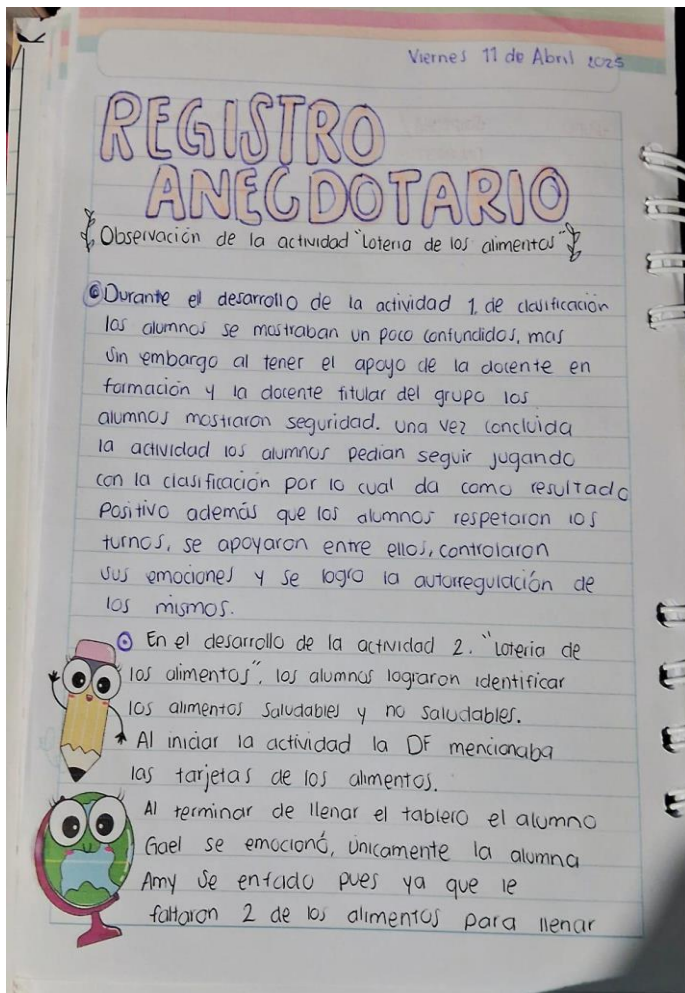 Viernes 11 de Abril 2025
REGISTRO
ANECDOTARIO
Observación de la actividad "Loteria de los alimentos"
Durante el desarrollo de la actividad 1, de clasificación
los alumnos se mostraban un poco confundidos, mas
sin embargo al tener el apoyo de la docente en
formación y la docente titular del grupo los
alumnos mostraron seguridad. una vez concluida
la actividad los alumnos pedian seguir jugando
con la clasificación por lo cual da como resultado
positivo además que los alumnos respetaron los
turnos, se apoyaron entre ellos, controlaron
sus emociones y se logro la autorregulación de
los mismos.
En el desarrollo de la actividad 2. "Loteria de
los alimentos", los alumnos lograron identificar
los alimentos saludables y no saludables.
Al iniciar la actividad la DF mencionaba
las tarjetas de los alimentos.
Al terminar de llenar el tablero el alumno
Gael se emocionó, únicamente la alumna
Amy se enfado pues ya que le
faltaron 2 de los alimentos para llenar